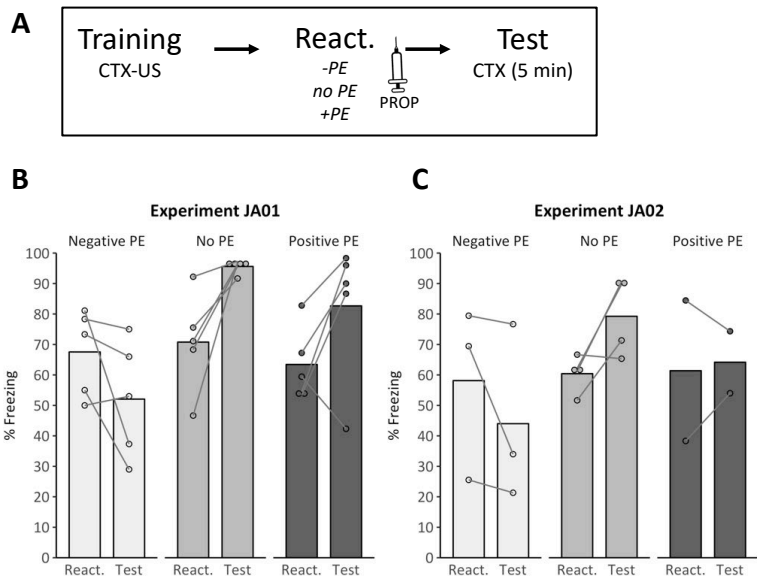 A
Training
React.
Test
CTX-US
-PE
no PE
+PE
PROP
CTX (5 min)
B
Experiment JA01
Negative PE
No PE
Positive PE
% Freezing
100
90
80
70
60
50
40
30
20
10
0
React. Test
React. Test
React. Test
C
Experiment JA02
Negative PE
No PE
Positive PE
% Freezing
100
90
80
70
60
50
40
30
20
10
0
React. Test
React. Test
React. Test